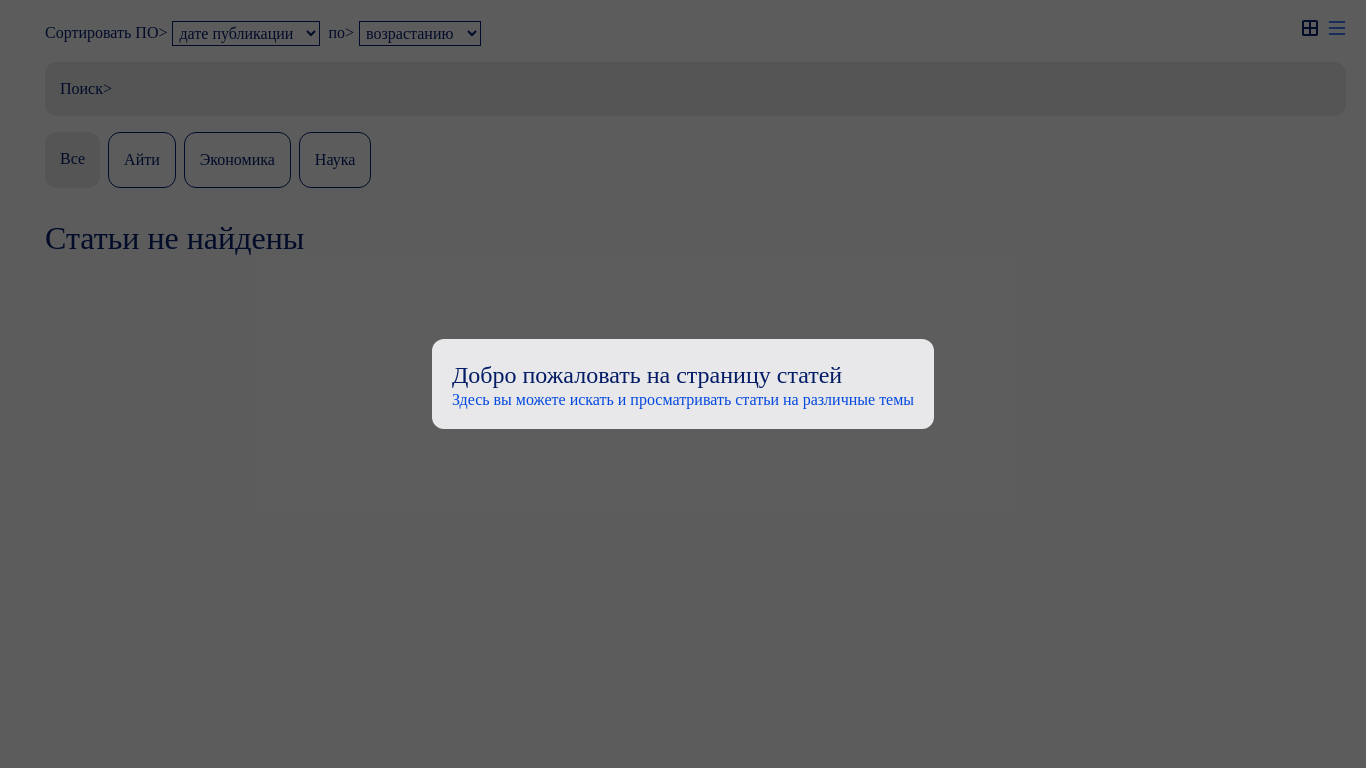 Сортировать ПО> дате публикации по> возрастанию
Поиск>
Все Айти Экономика Наука
Статьи не найдены
Добро пожаловать на страницу статей
Здесь вы можете искать и просматривать статьи на различные темы